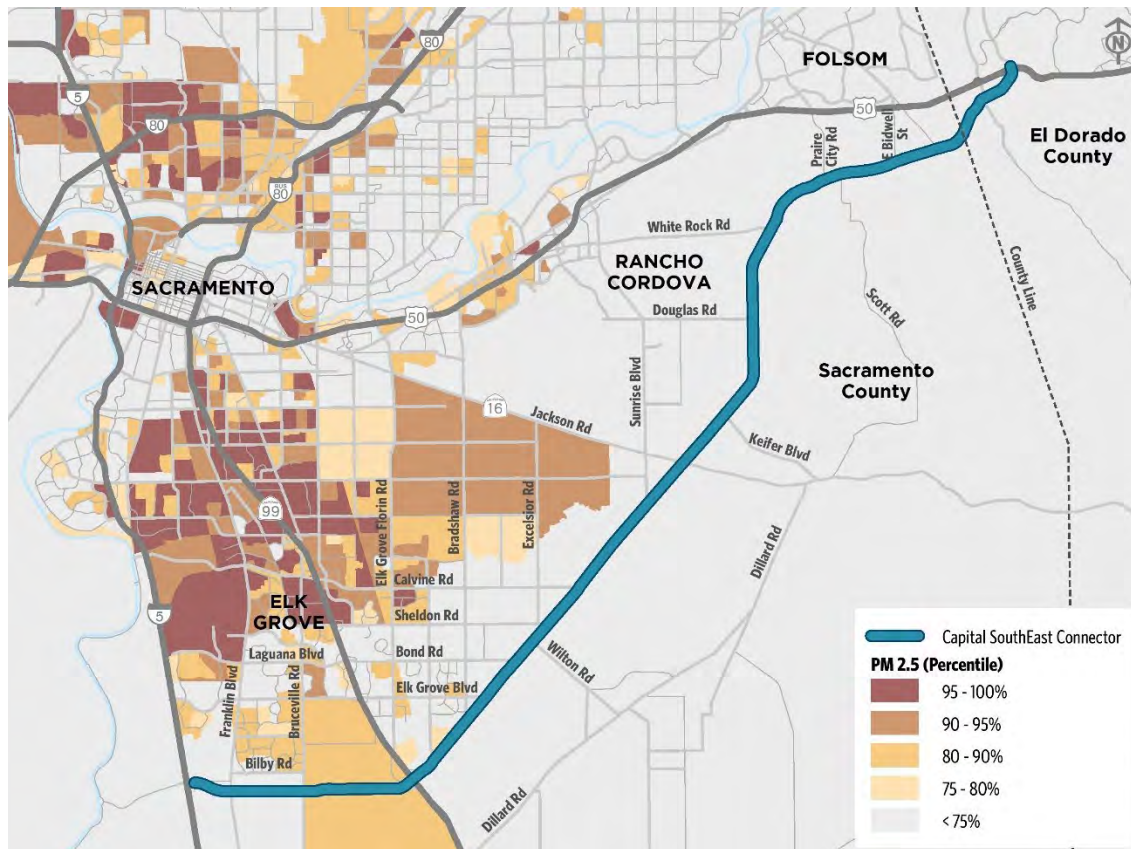 80
N
FOLSOM
5
50
80
Praire
City Rd
E Bidwell
St
El Dorado
County
BUS
80
White Rock Rd
RANCHO
CORDOVA
SACRAMENTO
County Line
50
Douglas Rd
Scott Rd
Sunrise Blvd
Sacramento
County
16
Jackson Rd
Keifer Blvd
Elk Grove Florin Rd
Bradshaw Rd
Excelsior Rd
99
Dillard Rd
Calvine Rd
5
ELK
GROVE
Sheldon Rd
Laguana Blvd
Bond Rd
Wilton Rd
Franklin Blvd
Bruceville Rd
Elk Grove Blvd
Bilby Rd
Dillard Rd
Capital SouthEast Connector
PM 2.5 (Percentile)
95 - 100%
90 - 95%
80 - 90%
75 - 80%
< 75%